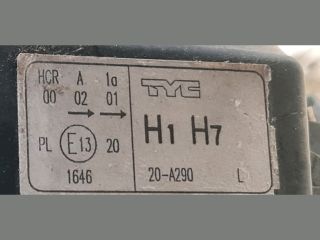 HCR A 1a
00 02 01
PL E13 20
1646
TYC
H1 H7
20-A290 L